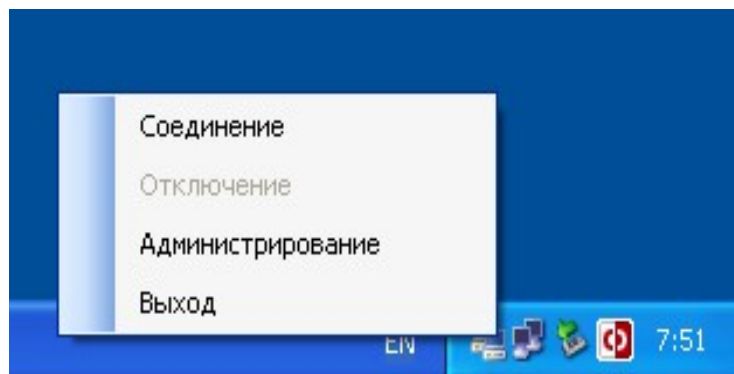 Соединение
Отключение
Администрирование
Выход
EN 7:51